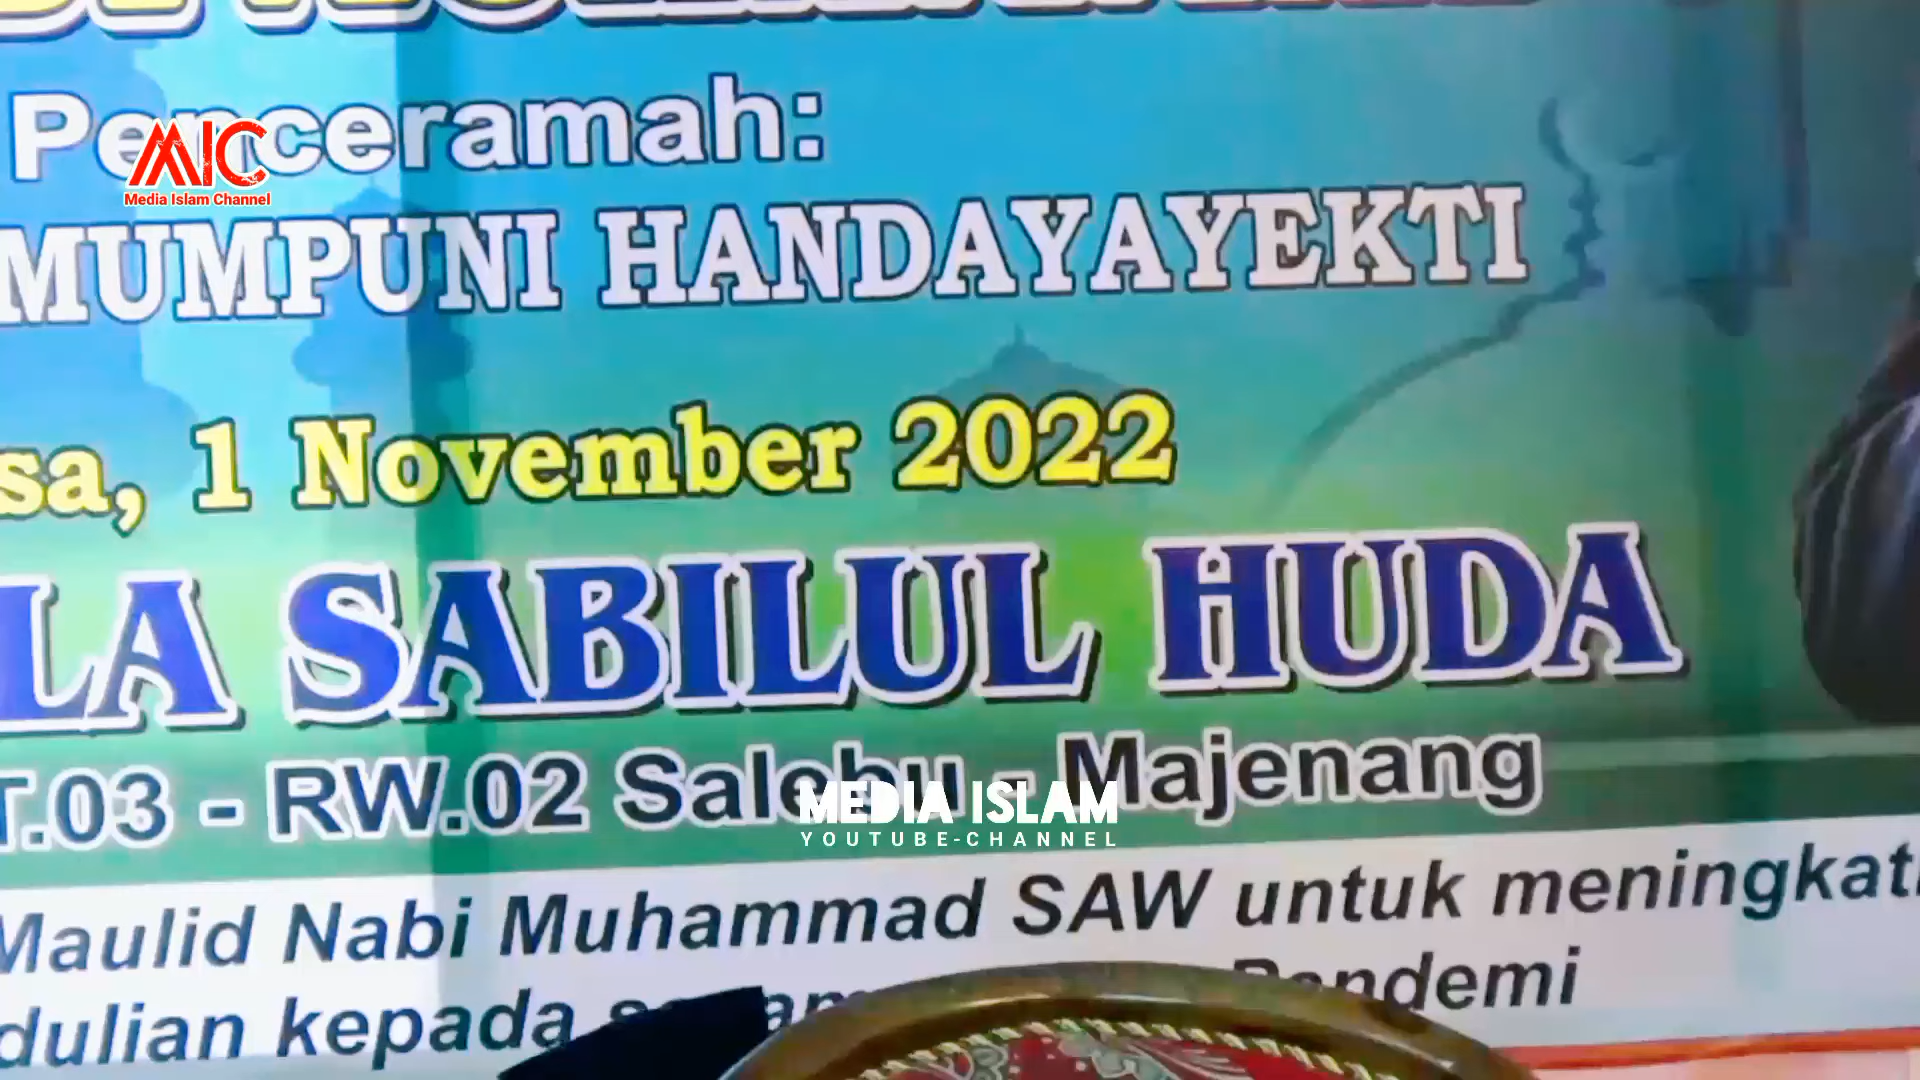 Penceramah:
MIC
Media Islam Channel
MUMPUNI HANDAYAYEKTI
sa, 1 November 2022
LA SABILUL HUDA
T.03 - RW.02 Salebu - Majenang
MEDIA ISLAM
YOUTUBE-CHANNEL
Maulid Nabi Muhammad SAW untuk meningkat
dulian kepada Pandemi